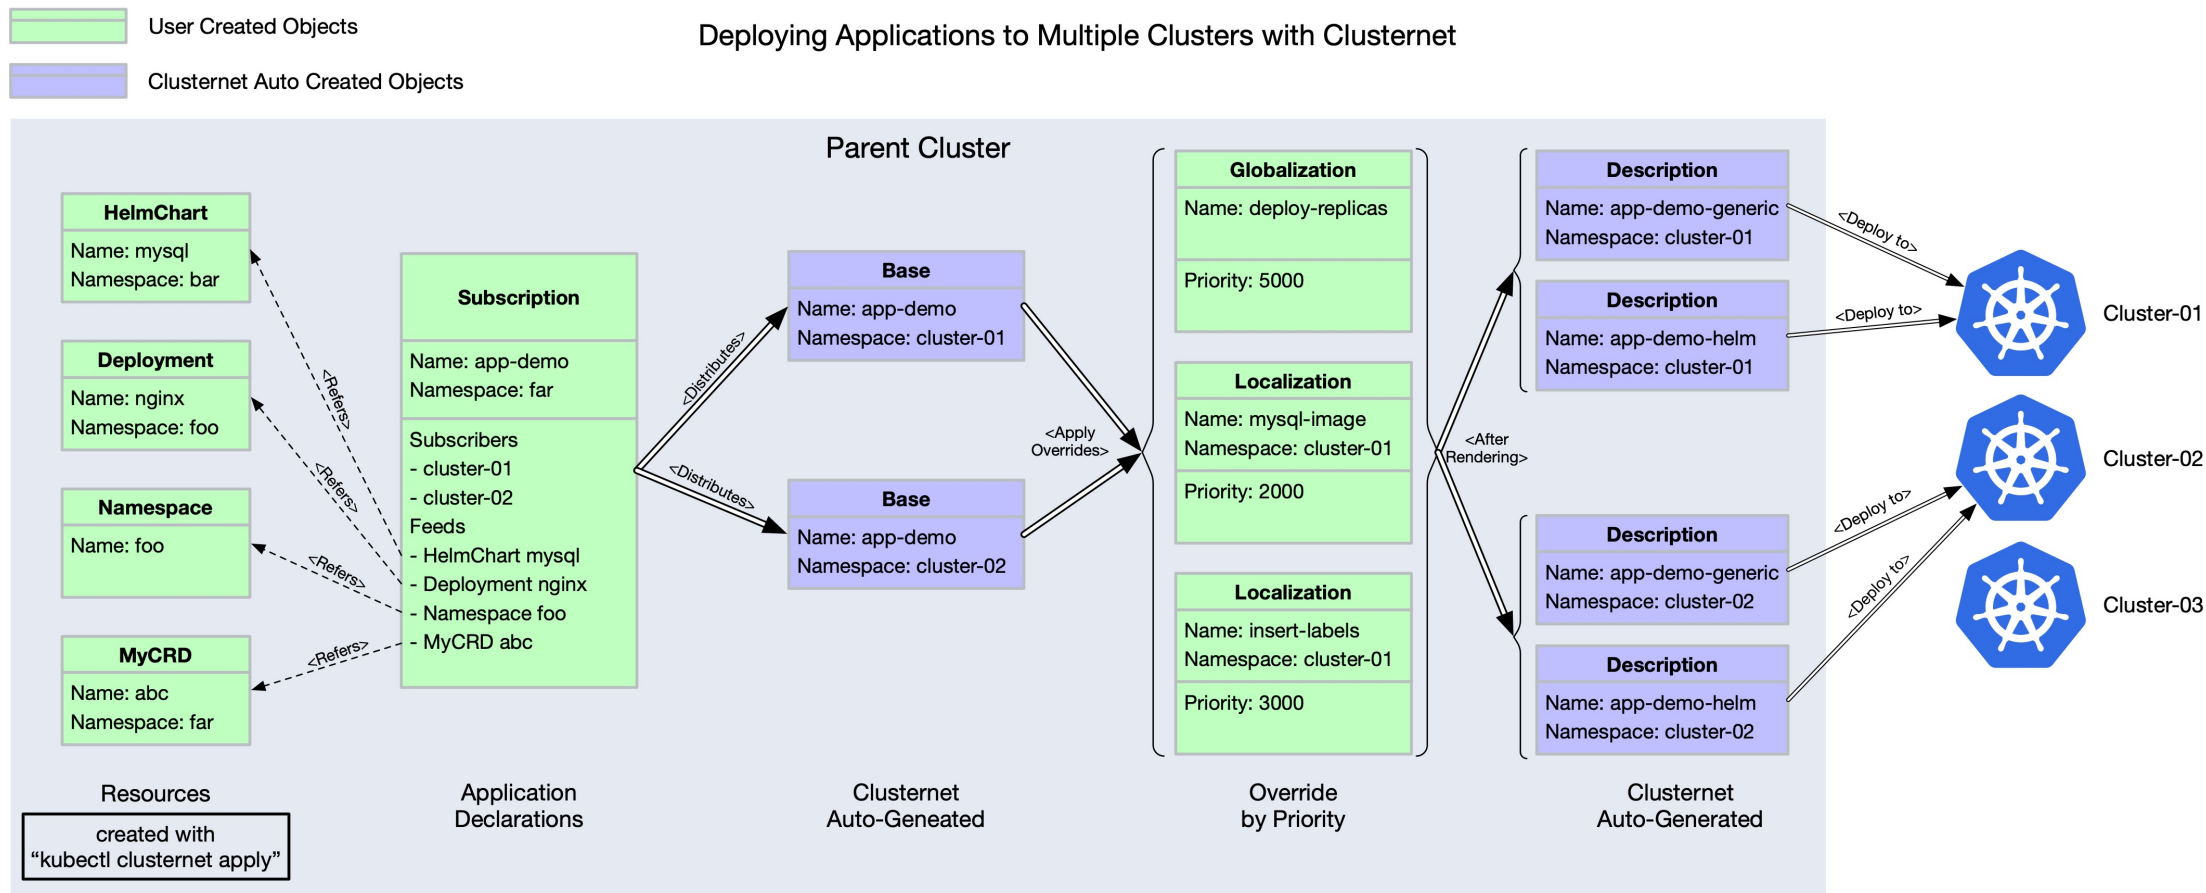 User Created Objects
Clusternet Auto Created Objects
Deploying Applications to Multiple Clusters with Clusternet
Parent Cluster
HelmChart
Name: mysql
Namespace: bar
Deployment
Name: nginx
Namespace: foo
Namespace
Name: foo
MyCRD
Name: abc
Namespace: far
Resources
created with
“kubectl clusternet apply”
<Refers>
<Refers>
<Refers>
<Refers>
Subscription
Name: app-demo
Namespace: far
Subscribers
- cluster-01
- cluster-02
Feeds
- HelmChart mysql
- Deployment nginx
- Namespace foo
- MyCRD abc
Application
Declarations
<Distributes>
<Distributes>
Base
Name: app-demo
Namespace: cluster-01
Base
Name: app-demo
Namespace: cluster-02
Clusternet
Auto-Geneated
<Apply
Overrides>
Globalization
Name: deploy-replicas
Priority: 5000
Localization
Name: mysql-image
Namespace: cluster-01
Priority: 2000
Localization
Name: insert-labels
Namespace: cluster-01
Priority: 3000
Override
by Priority
<After
Rendering>
Description
Name: app-demo-generic
Namespace: cluster-01
Description
Name: app-demo-helm
Namespace: cluster-01
Description
Name: app-demo-generic
Namespace: cluster-02
Description
Name: app-demo-helm
Namespace: cluster-02
Clusternet
Auto-Generated
<Deploy to>
<Deploy to>
<Deploy to>
<Deploy to>
Cluster-01
Cluster-02
Cluster-03